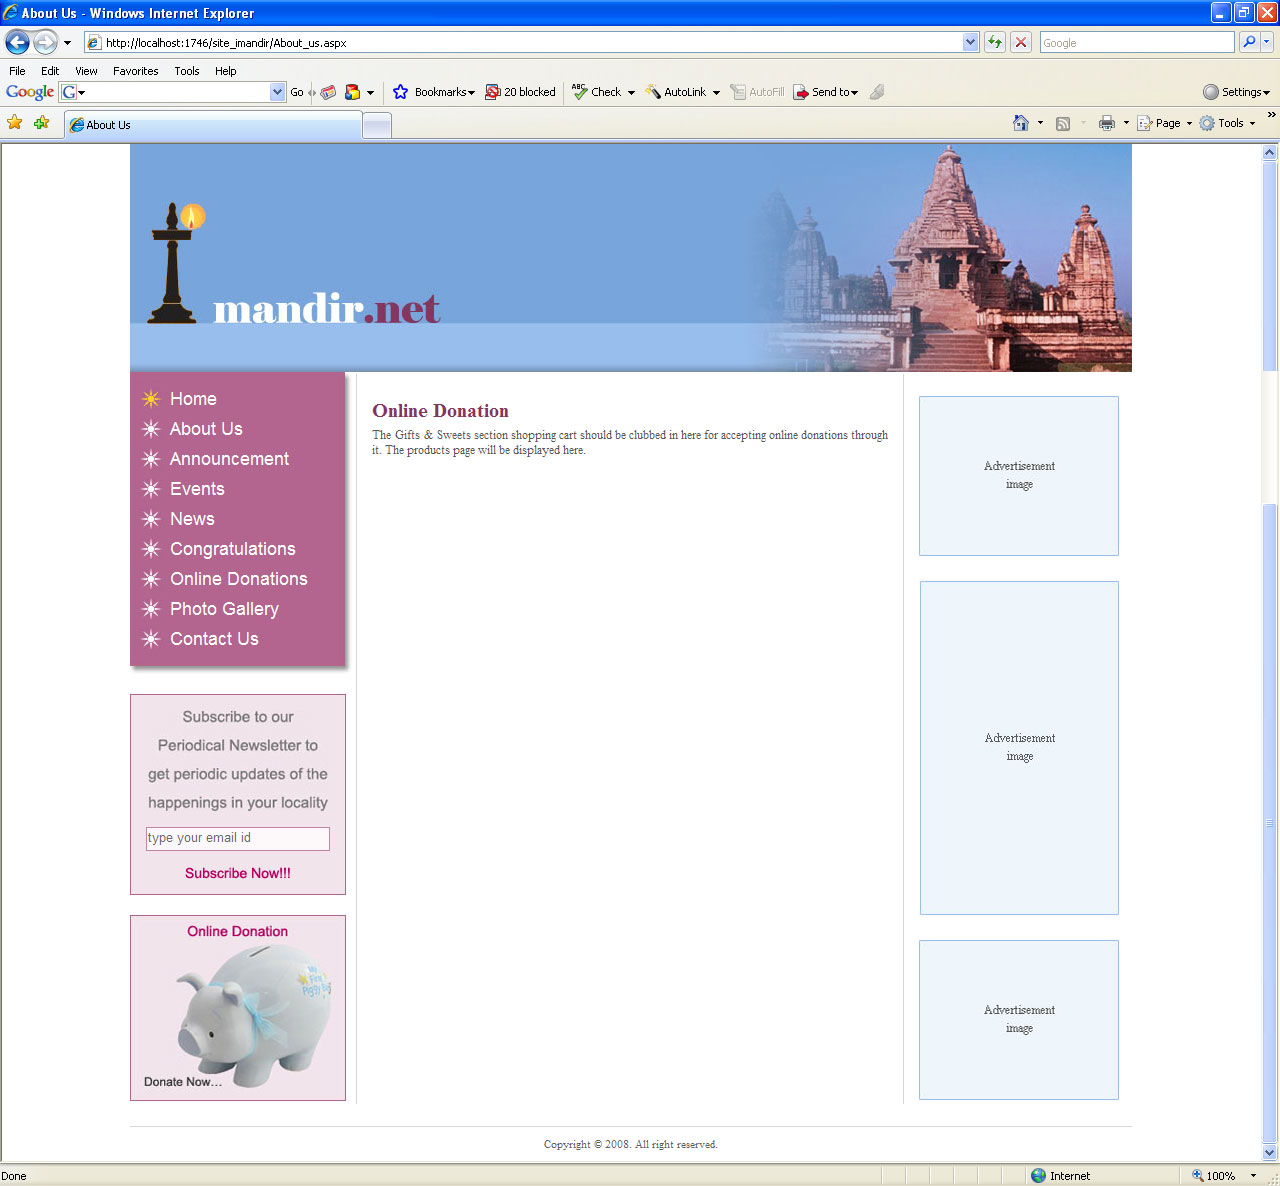 About Us - Windows Internet Explorer
http://localhost:1746/site_imandir/About_us.aspx
Google
File Edit View Favorites Tools Help
Google G Go Bookmarks 20 blocked ABC Check AutoLink AutoFill Send to Settings
About Us Page Tools
mandir.net
Home
About Us
Announcement
Events
News
Congratulations
Online Donations
Photo Gallery
Contact Us
Subscribe to our
Periodical Newsletter to
get periodic updates of the
happenings in your locality
type your email id
Subscribe Now!!!
Online Donation
My
First
Piggy Bank
Donate Now...
Online Donation
The Gifts & Sweets section shopping cart should be clubbed in here for accepting online donations through
it. The products page will be displayed here.
Advertisement
image
Advertisement
image
Advertisement
image
Copyright © 2008. All right reserved.
Done Internet 100%